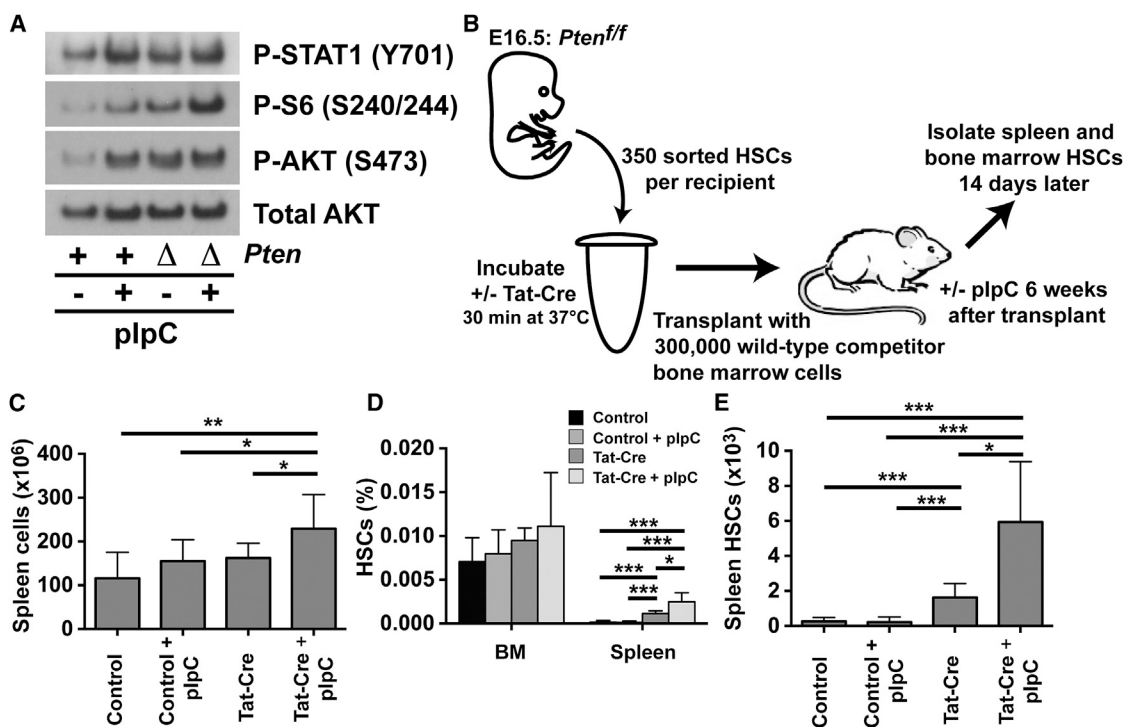 A
P-STAT1 (Y701)
P-S6 (S240/244)
P-AKT (S473)
Total AKT
+ + Δ Δ Pten
- + - +
pIpC
B
E16.5: Ptenf/f
350 sorted HSCs
per recipient
Incubate
+/- Tat-Cre
30 min at 37°C
Transplant with
300,000 wild-type competitor
bone marrow cells
+/- pIpC 6 weeks
after transplant
Isolate spleen and
bone marrow HSCs
14 days later
C
Spleen cells (x10⁶)
400
300
200
100
0
**
*
*
Control
Control +
pIpC
Tat-Cre
Tat-Cre +
pIpC
D
Control
Control + pIpC
Tat-Cre
Tat-Cre + pIpC
HSCs (%)
0.020
0.015
0.010
0.005
0.000
***
***
*** *
***
BM Spleen
E
Spleen HSCs (x10³)
10
8
6
4
2
0
***
***
*
***
***
Control
Control +
pIpC
Tat-Cre
Tat-Cre +
pIpC